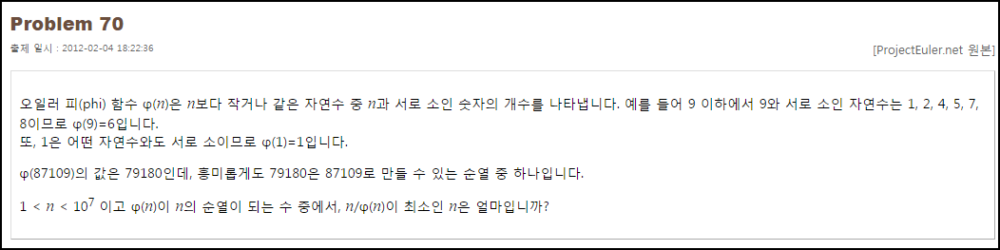 Problem 70
출제 일시 : 2012-02-04 18:22:36
[ProjectEuler.net 원본]
오일러 피(phi) 함수 φ(n)은 n보다 작거나 같은 자연수 중 n과 서로 소인 숫자의 개수를 나타냅니다. 예를 들어 9 이하에서 9와 서로 소인 자연수는 1, 2, 4, 5, 7,
8이므로 φ(9)=6입니다.
또, 1은 어떤 자연수와도 서로 소이므로 φ(1)=1입니다.
φ(87109)의 값은 79180인데, 흥미롭게도 79180은 87109로 만들 수 있는 순열 중 하나입니다.
1 < n < 10⁷ 이고 φ(n)이 n의 순열이 되는 수 중에서, n/φ(n)이 최소인 n은 얼마입니까?